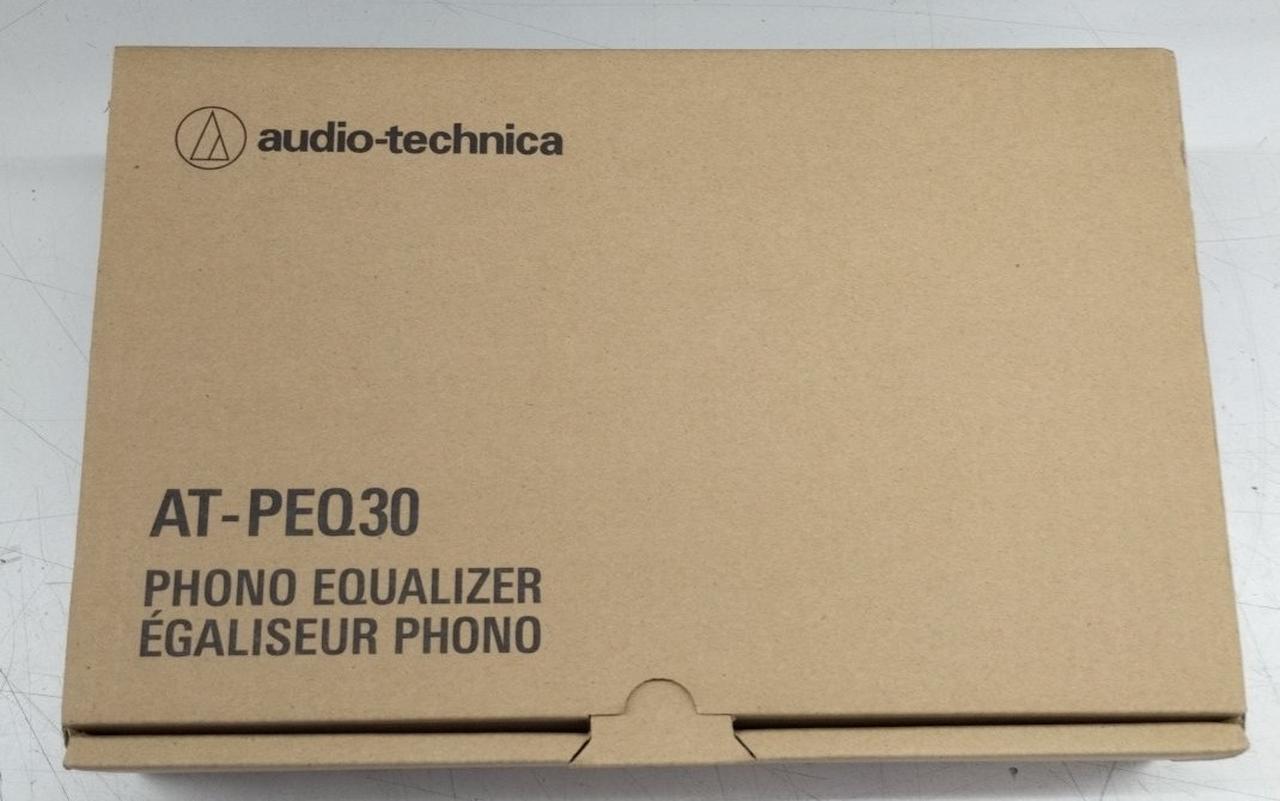 audio-technica
AT-PEQ30
PHONO EQUALIZER
ÉGALISEUR PHONO